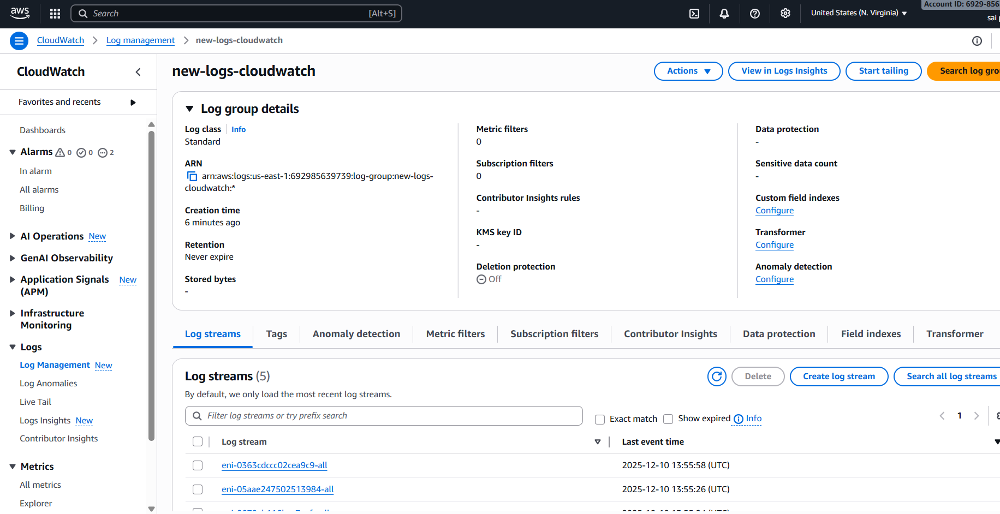 aws
Search
[Alt+S]
United States (N. Virginia)
Account ID: 6929-856
sai
CloudWatch
Log management
new-logs-cloudwatch
CloudWatch
Favorites and recents
Dashboards
Alarms 0 0 2
In alarm
All alarms
Billing
AI Operations New
GenAI Observability
Application Signals New
(APM)
Infrastructure
Monitoring
Logs
Log Management New
Log Anomalies
Live Tail
Logs Insights New
Contributor Insights
Metrics
All metrics
Explorer
new-logs-cloudwatch
Actions
View in Logs Insights
Start tailing
Search log gro
Log group details
Log class Info
Standard
ARN
arn:aws:logs:us-east-1:692985639739:log-group:new-logs-
cloudwatch:*
Creation time
6 minutes ago
Retention
Never expire
Stored bytes
-
Metric filters
0
Subscription filters
0
Contributor Insights rules
-
KMS key ID
-
Deletion protection
Off
Data protection
-
Sensitive data count
-
Custom field indexes
Configure
Transformer
Configure
Anomaly detection
Configure
Log streams
Tags
Anomaly detection
Metric filters
Subscription filters
Contributor Insights
Data protection
Field indexes
Transformer
Log streams (5)
Delete
Create log stream
Search all log streams
By default, we only load the most recent log streams.
Filter log streams or try prefix search
Exact match
Show expired Info
1
Log stream
Last event time
eni-0363cdccc02cea9c9-all
2025-12-10 13:55:58 (UTC)
eni-05aae247502513984-all
2025-12-10 13:55:26 (UTC)